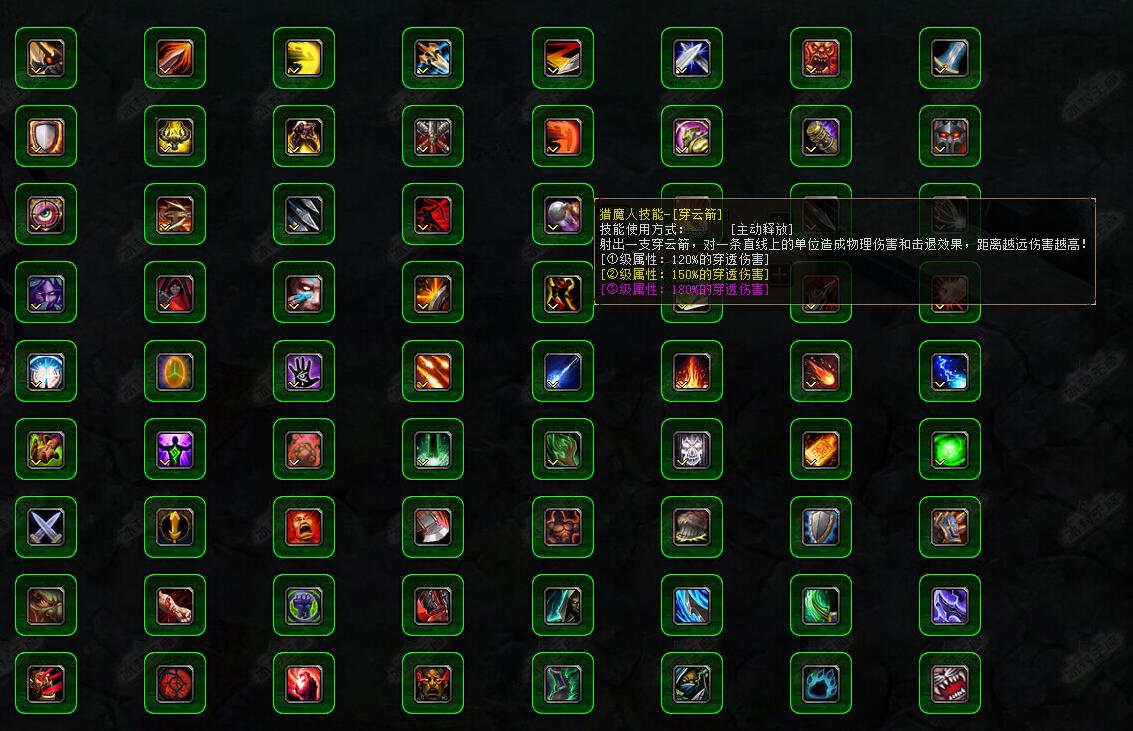 猎魔人技能-[穿云箭]
技能使用方式: [主动释放]
射出一支穿云箭，对一条直线上的单位造成物理伤害和击退效果，距离越远伤害越高!
[①级属性: 120%的穿透伤害]
[②级属性: 150%的穿透伤害]
[③级属性: 180%的穿透伤害]